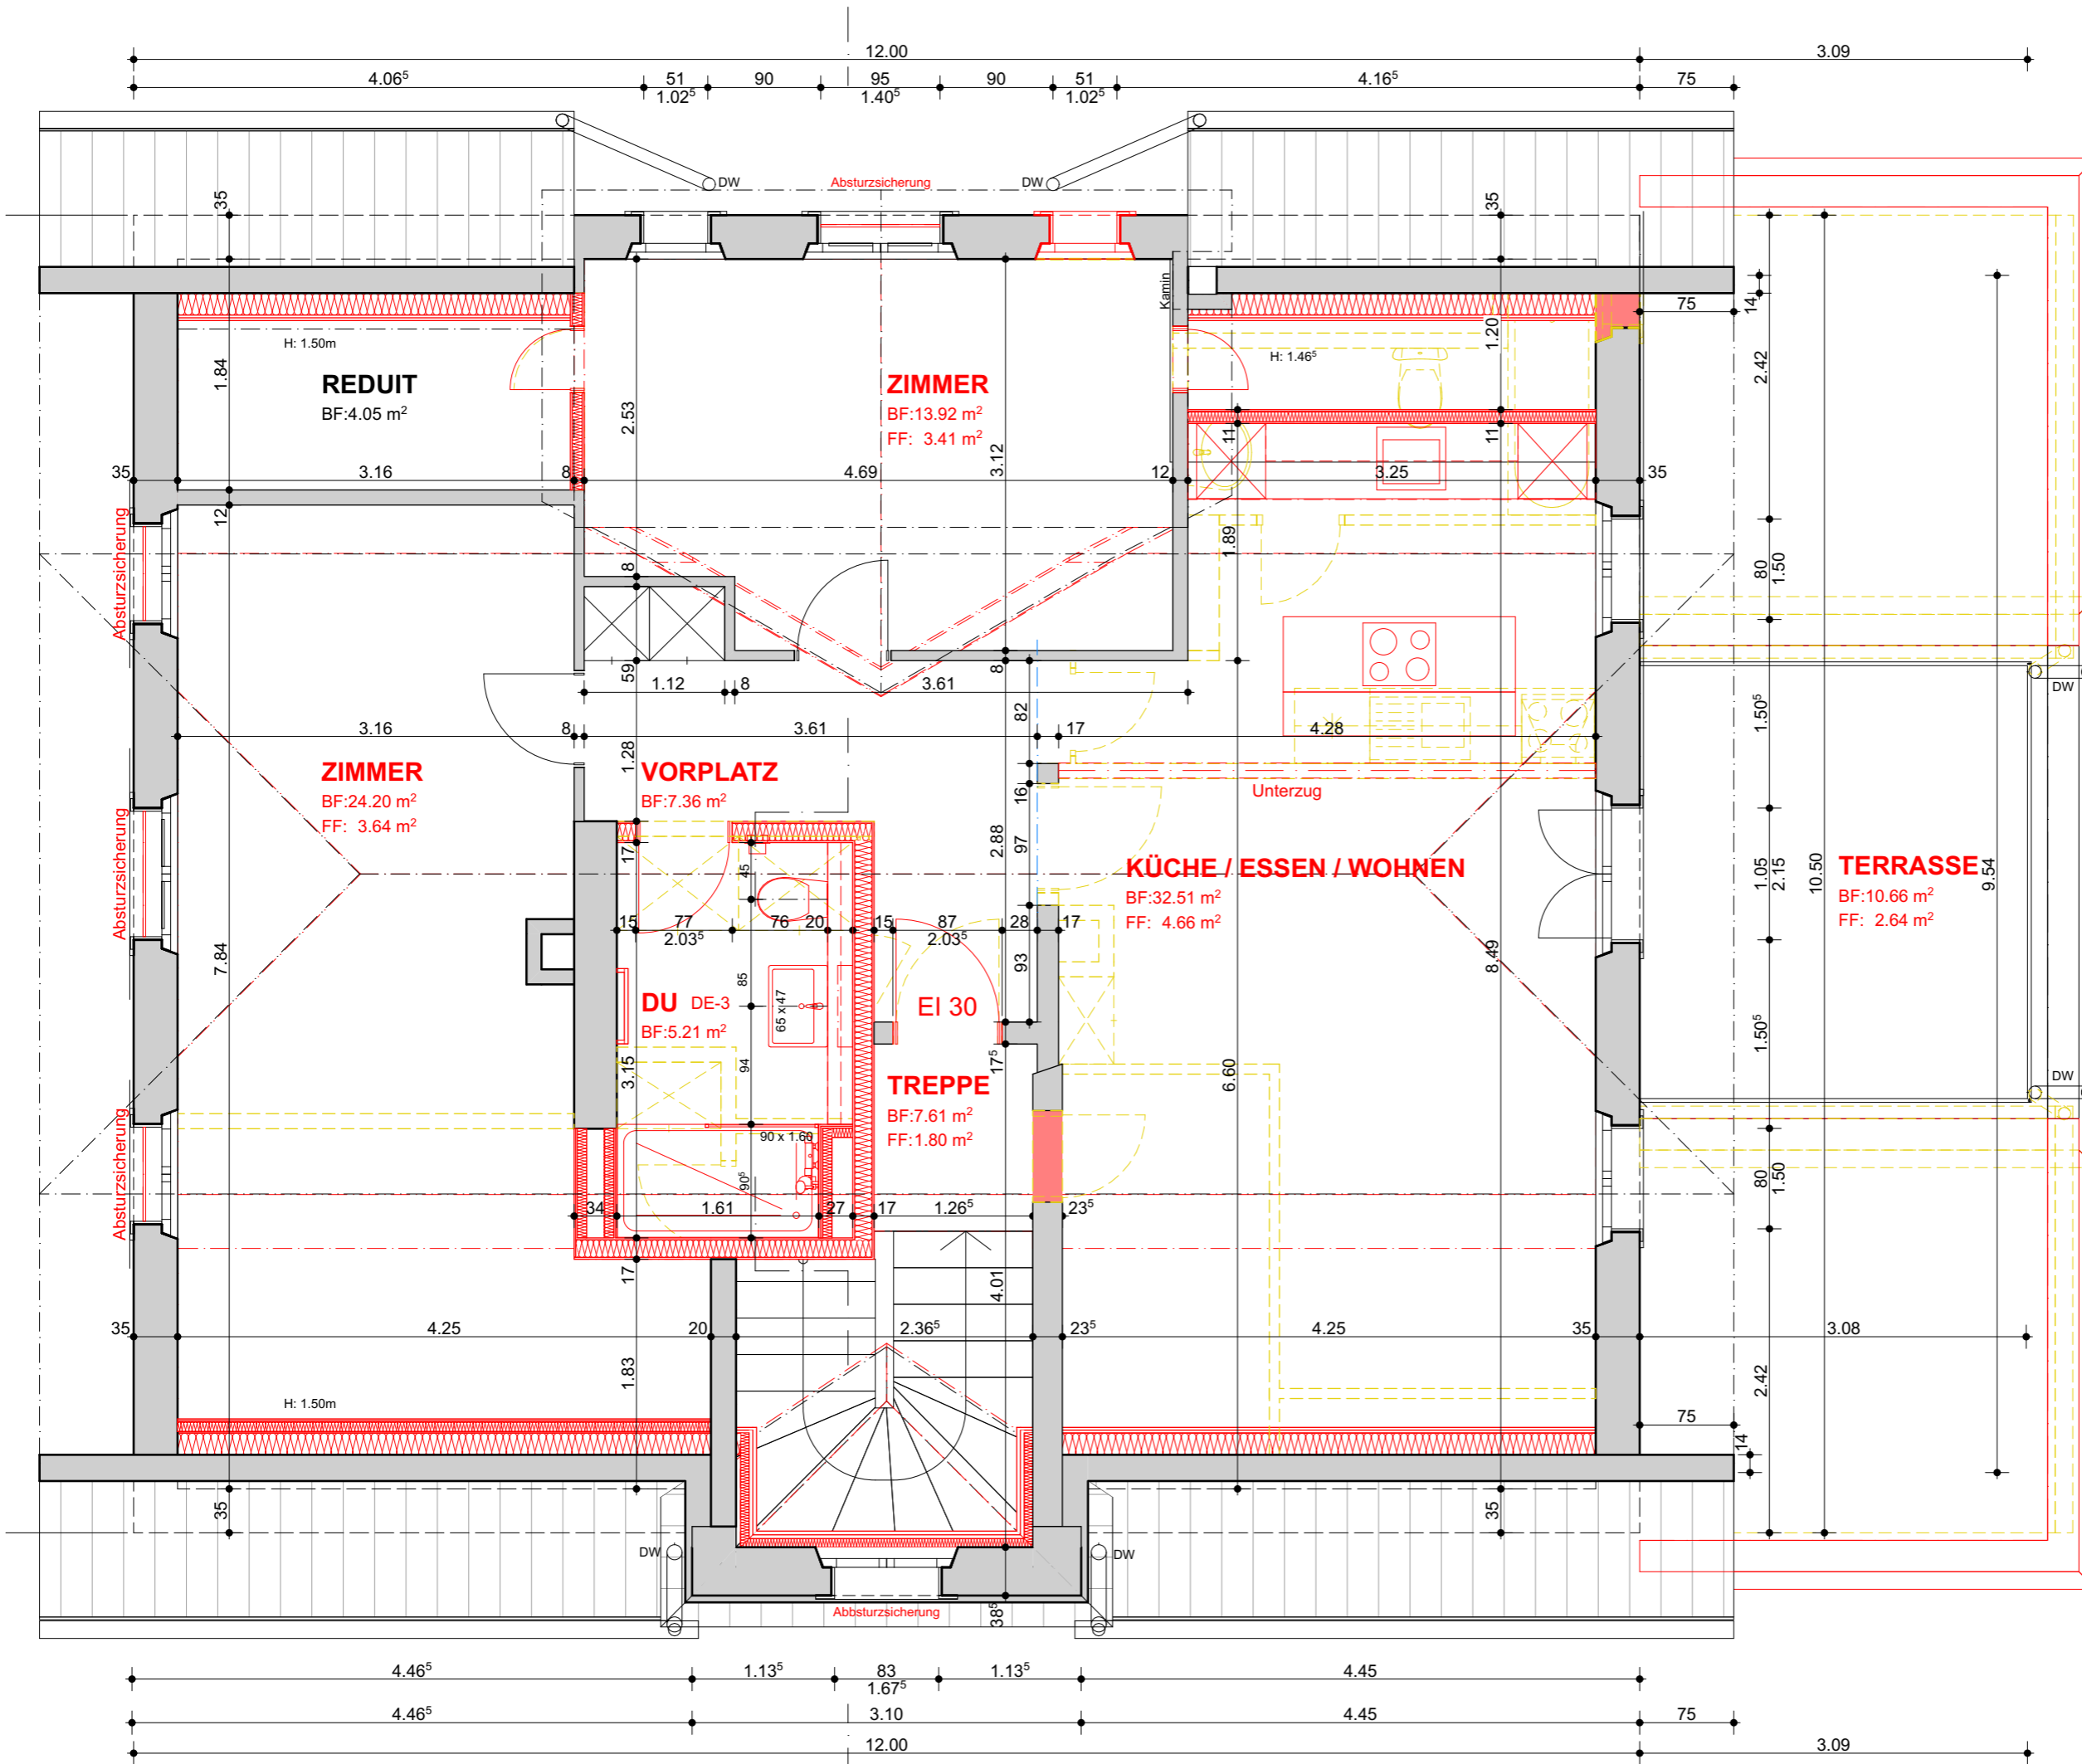 12.00
3.09
4.06⁵
51
90
95
90
51
4.16⁵
75
1.02⁵
1.40⁵
1.02⁵
DW
Absturzsicherung
DW
35
35
Kamin
75
14
H: 1.50m
H: 1.46⁵
1.20
1.84
REDUIT
BF:4.05 m²
2.53
ZIMMER
BF:13.92 m²
FF: 3.41 m²
3.12
11
11
2.42
35
3.16
8
4.69
12
3.25
35
12
Absturzsicherung
8
1.89
80
1.50
59
8
1.12
8
3.61
82
DW
1.50⁵
3.16
8
3.61
17
4.28
1.28
ZIMMER
BF:24.20 m²
FF: 3.64 m²
VORPLATZ
BF:7.36 m²
16
Unterzug
Absturzsicherung
17
45
2.88
97
KÜCHE / ESSEN / WOHNEN
BF:32.51 m²
FF: 4.66 m²
1.05
2.15
10.50
TERRASSE
BF:10.66 m²
FF: 2.64 m²
9.54
15
77
76
20
15
87
28
17
2.03⁵
2.03⁵
7.84
85
93
8.49
DU DE-3
BF:5.21 m²
65 x 47
EI 30
3.15
94
17⁵
6.60
1.50⁵
TREPPE
BF:7.61 m²
FF:1.80 m²
DW
Absturzsicherung
90 x 1.60
90⁵
80
1.50
34
1.61
27
17
1.26⁵
23⁵
17
4.01
35
4.25
20
2.36⁵
23⁵
4.25
35
3.08
1.83
2.42
H: 1.50m
75
14
35
35
DW
DW
Abbsturzsicherung
38⁵
4.46⁵
1.13⁵
83
1.13⁵
4.45
1.67⁵
4.46⁵
3.10
4.45
75
12.00
3.09